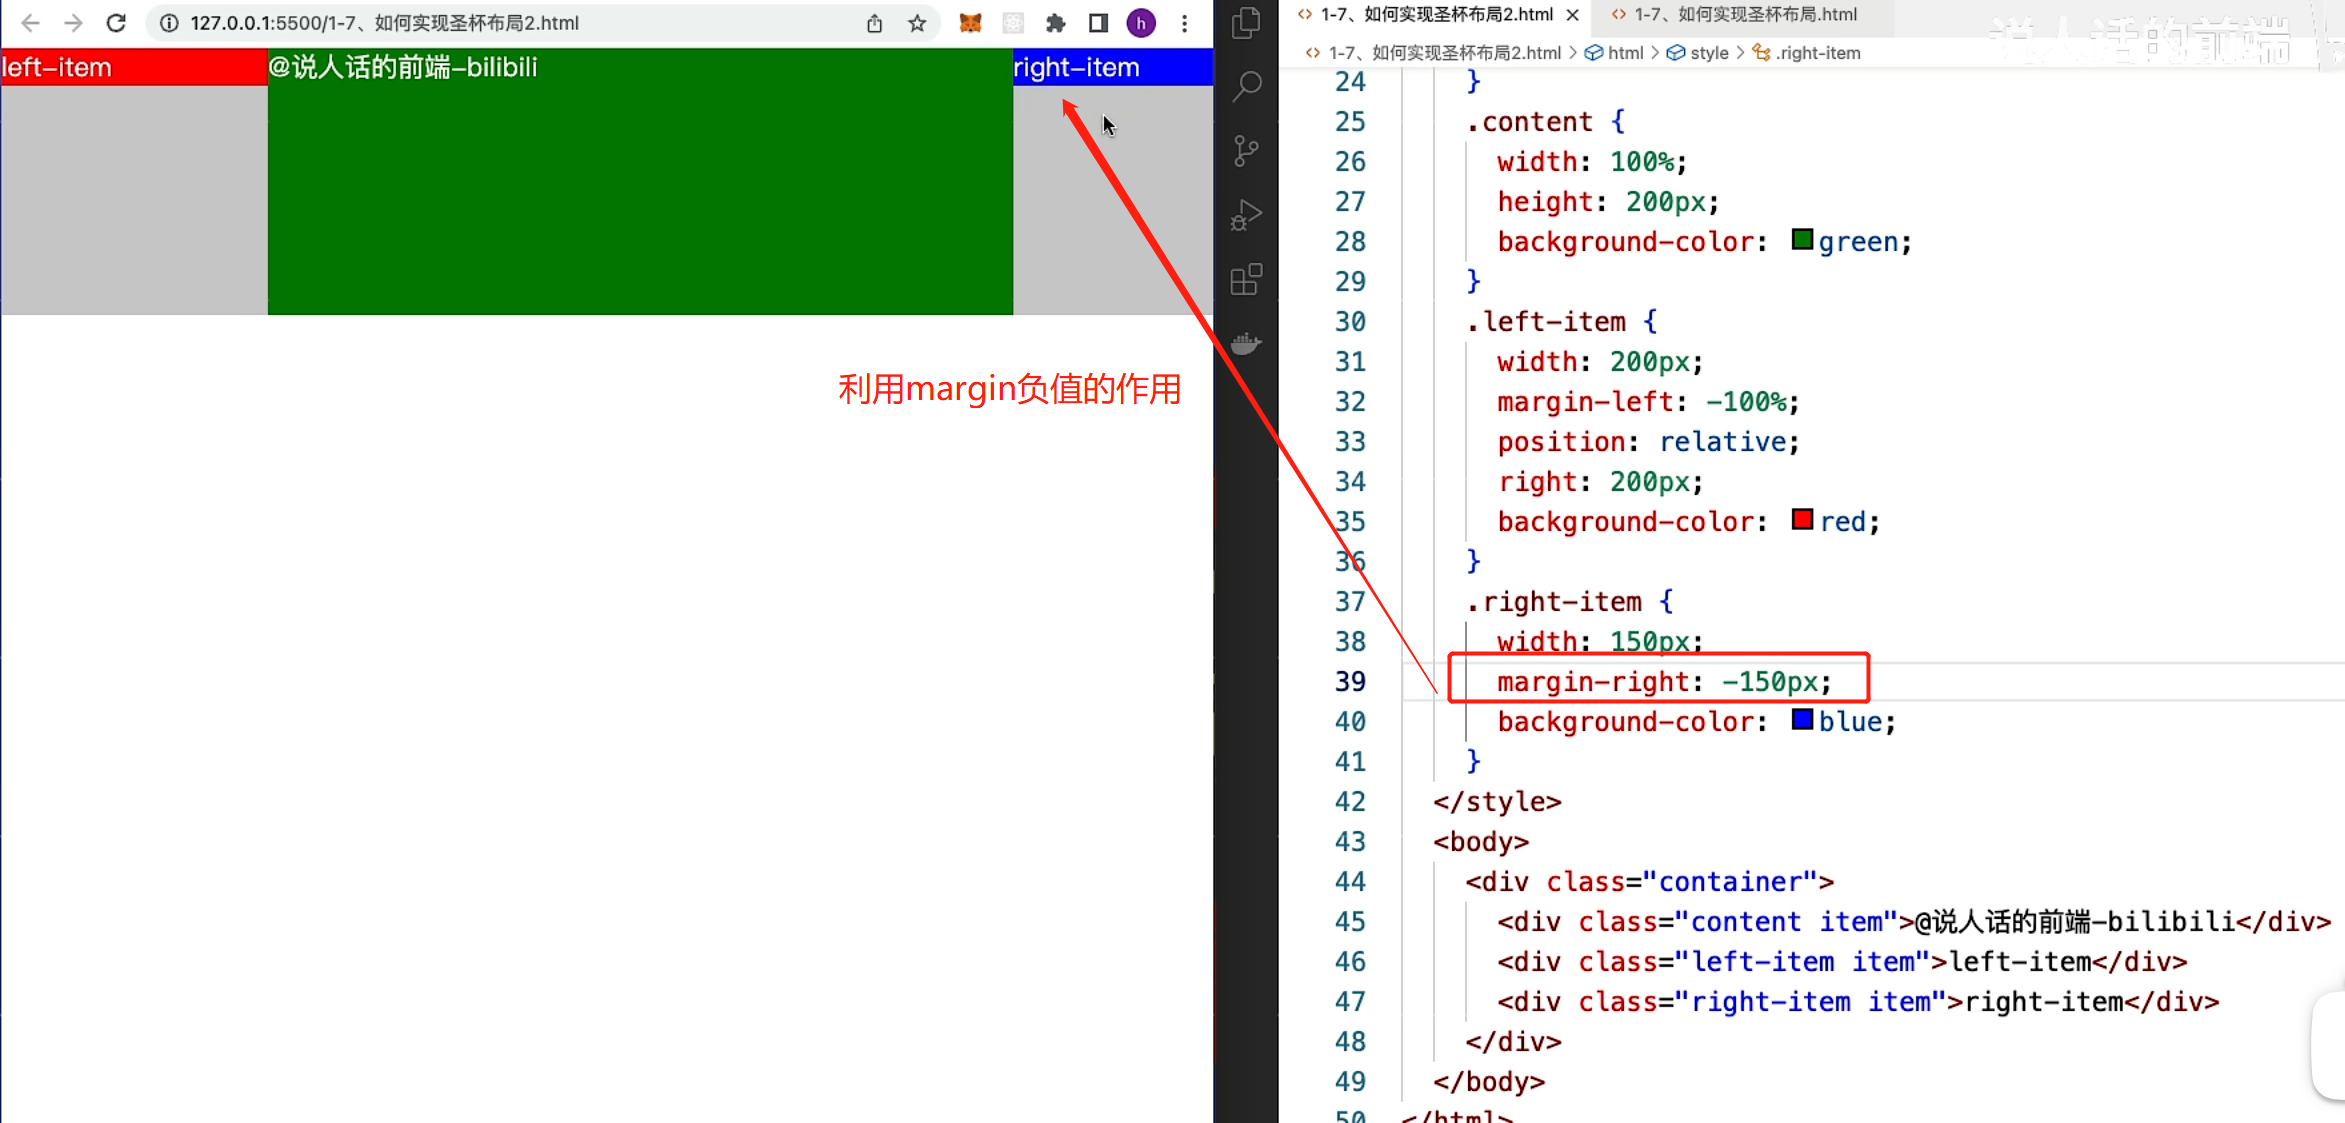 127.0.0.1:5500/1-7、如何实现圣杯布局2.html
h
left-item
@说人话的前端-bilibili
right-item
利用margin负值的作用
1-7、如何实现圣杯布局2.html
1-7、如何实现圣杯布局.html
说人话的前端
1-7、如何实现圣杯布局2.html > html > style > .right-item
24 }
25 .content {
26 width: 100%;
27 height: 200px;
28 background-color: green;
29 }
30 .left-item {
31 width: 200px;
32 margin-left: -100%;
33 position: relative;
34 right: 200px;
35 background-color: red;
36 }
37 .right-item {
38 width: 150px;
39 margin-right: -150px;
40 background-color: blue;
41 }
42 </style>
43 <body>
44 <div class="container">
45 <div class="content item">@说人话的前端-bilibili</div>
46 <div class="left-item item">left-item</div>
47 <div class="right-item item">right-item</div>
48 </div>
49 </body>
50 </html>